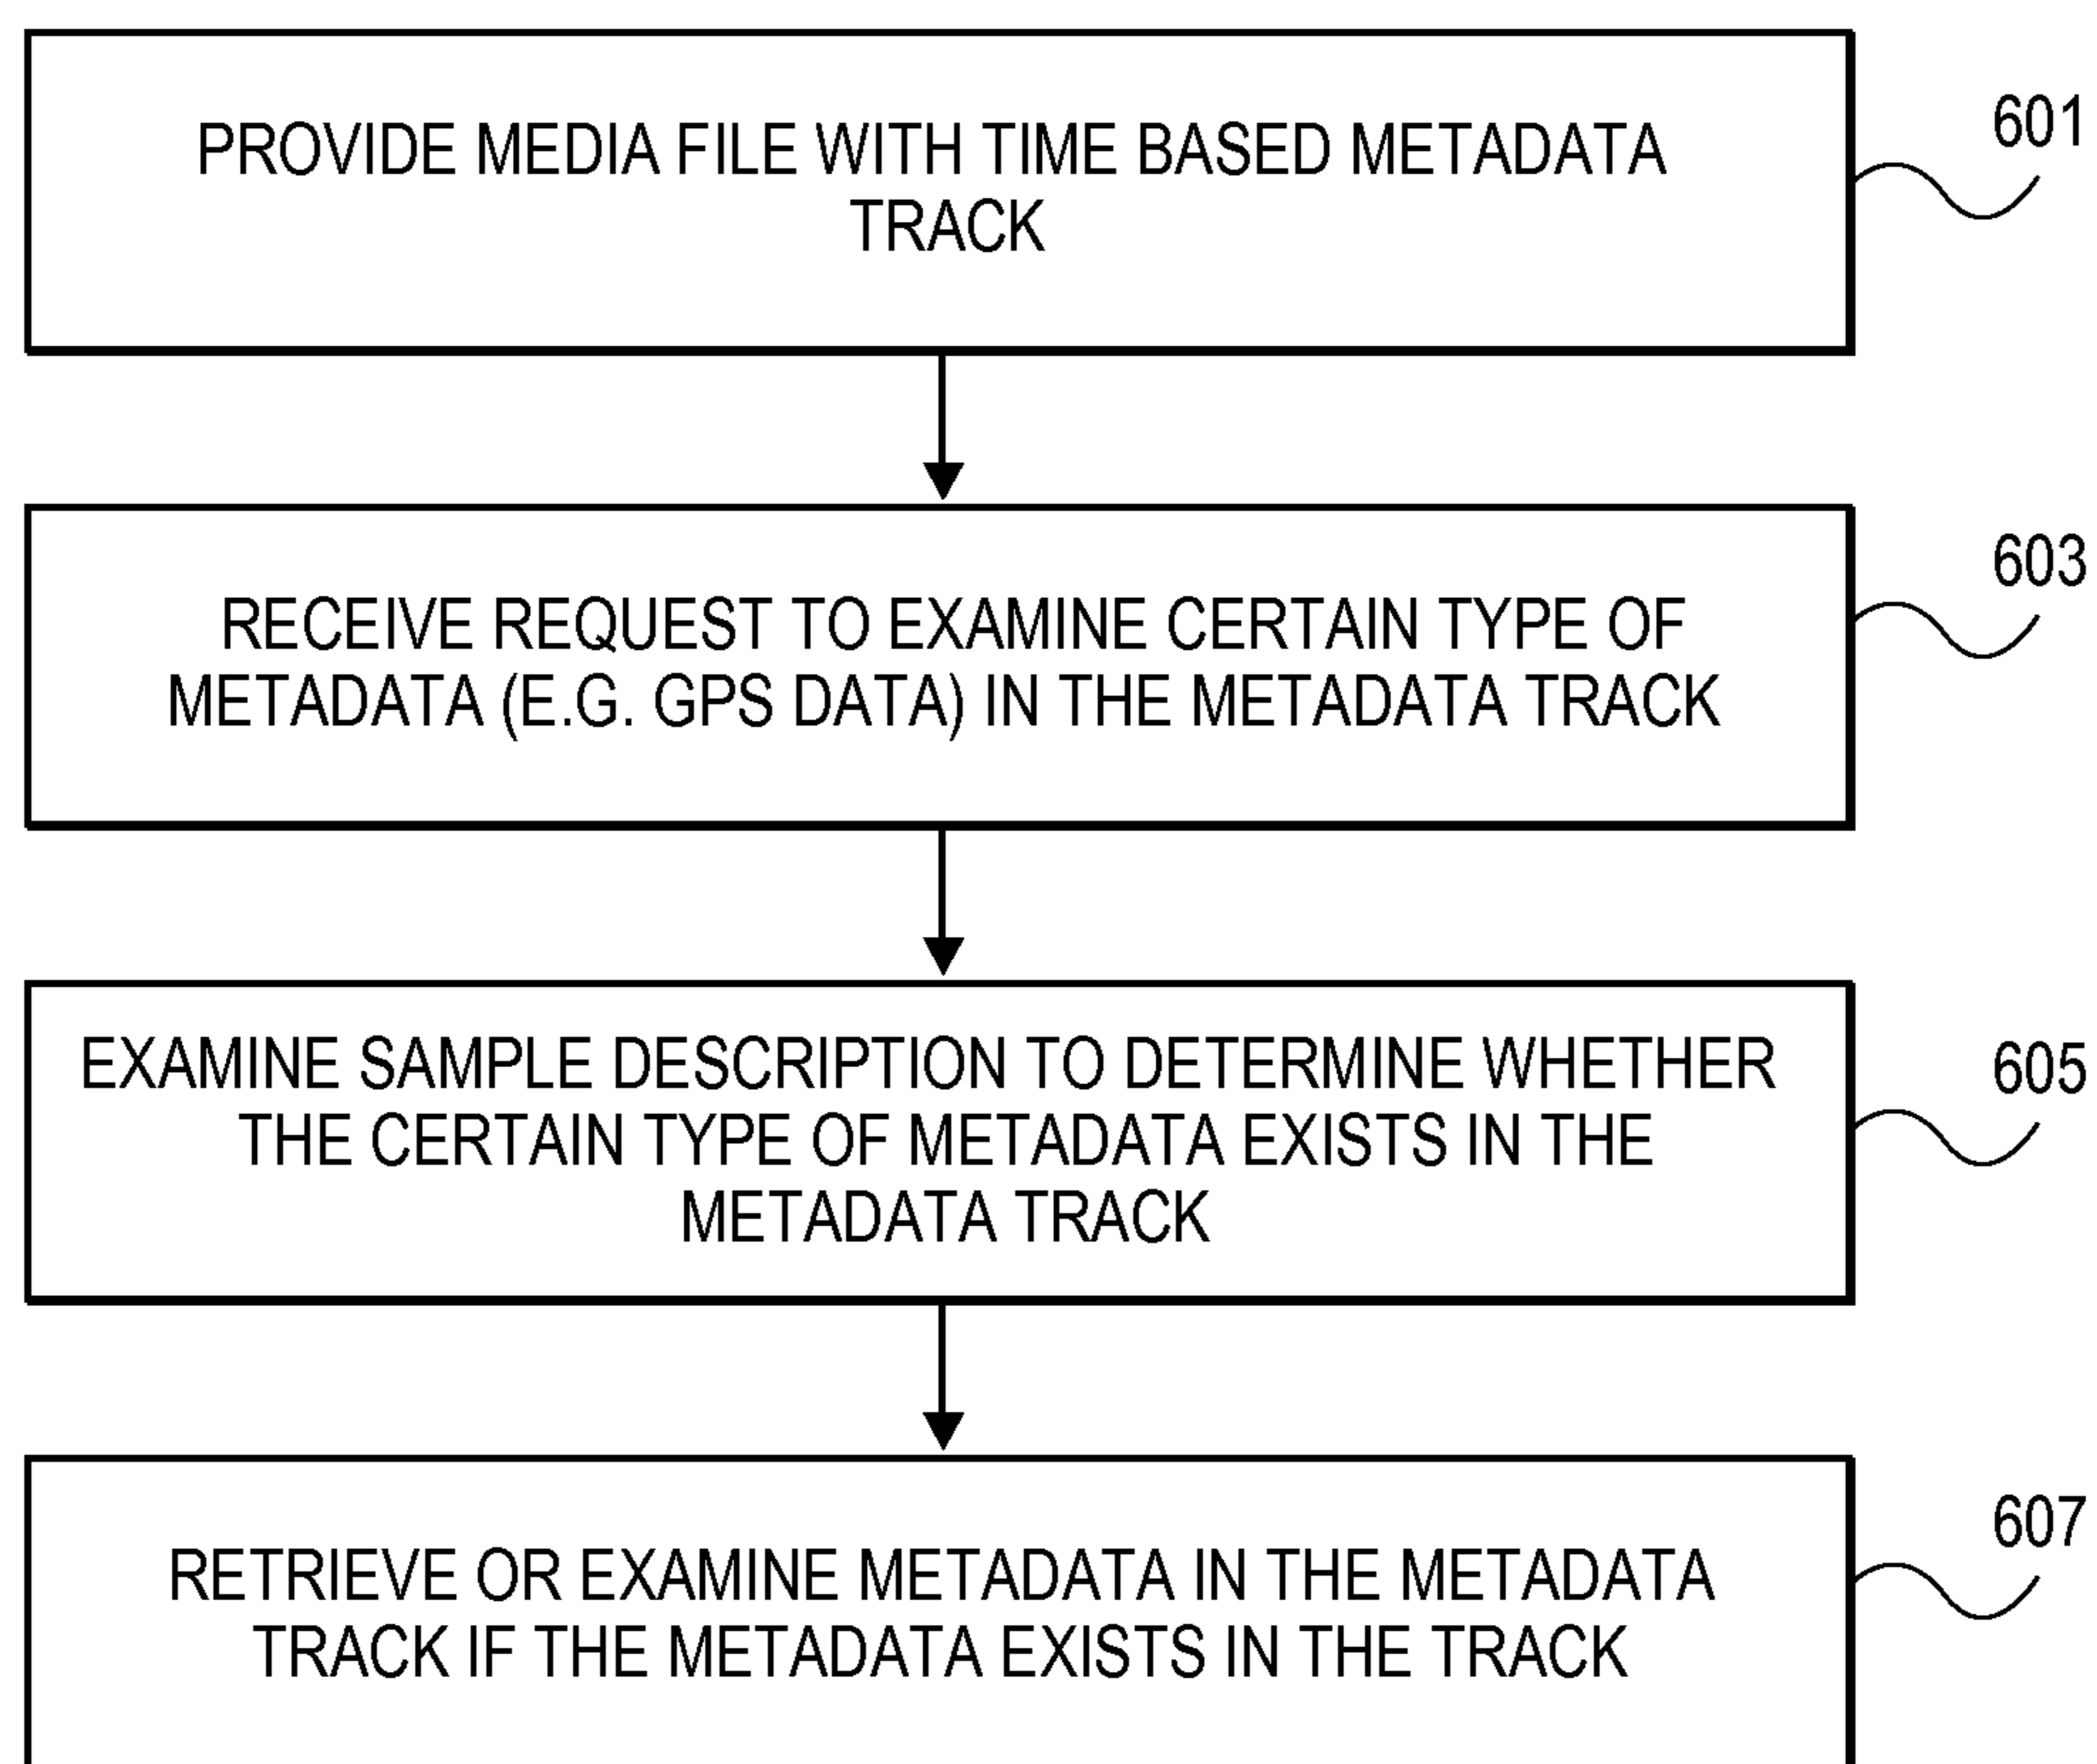 PROVIDE MEDIA FILE WITH TIME BASED METADATA
TRACK
601
RECEIVE REQUEST TO EXAMINE CERTAIN TYPE OF
METADATA (E.G. GPS DATA) IN THE METADATA TRACK
603
EXAMINE SAMPLE DESCRIPTION TO DETERMINE WHETHER
THE CERTAIN TYPE OF METADATA EXISTS IN THE
METADATA TRACK
605
RETRIEVE OR EXAMINE METADATA IN THE METADATA
TRACK IF THE METADATA EXISTS IN THE TRACK
607